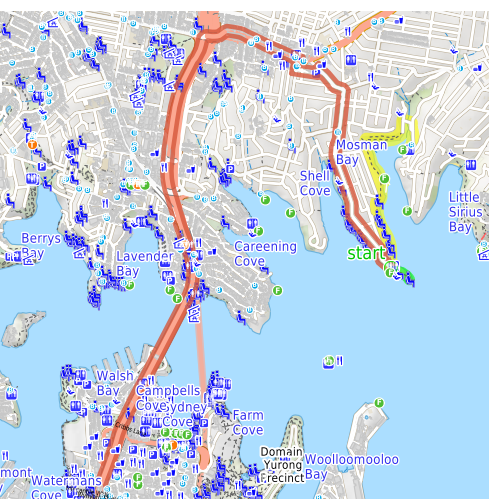 Mosman
Bay
Shell
Cove
Little
Sirius
Bay
Berrys
Bay
Careening
Cove
start
Lavender
Bay
Walsh
Bay
Campbells
Cove
Sydney
Cove
Farm
Cove
Domain
Yurong
Precinct
Woolloomooloo
Bay
mont
Watermans
Cove